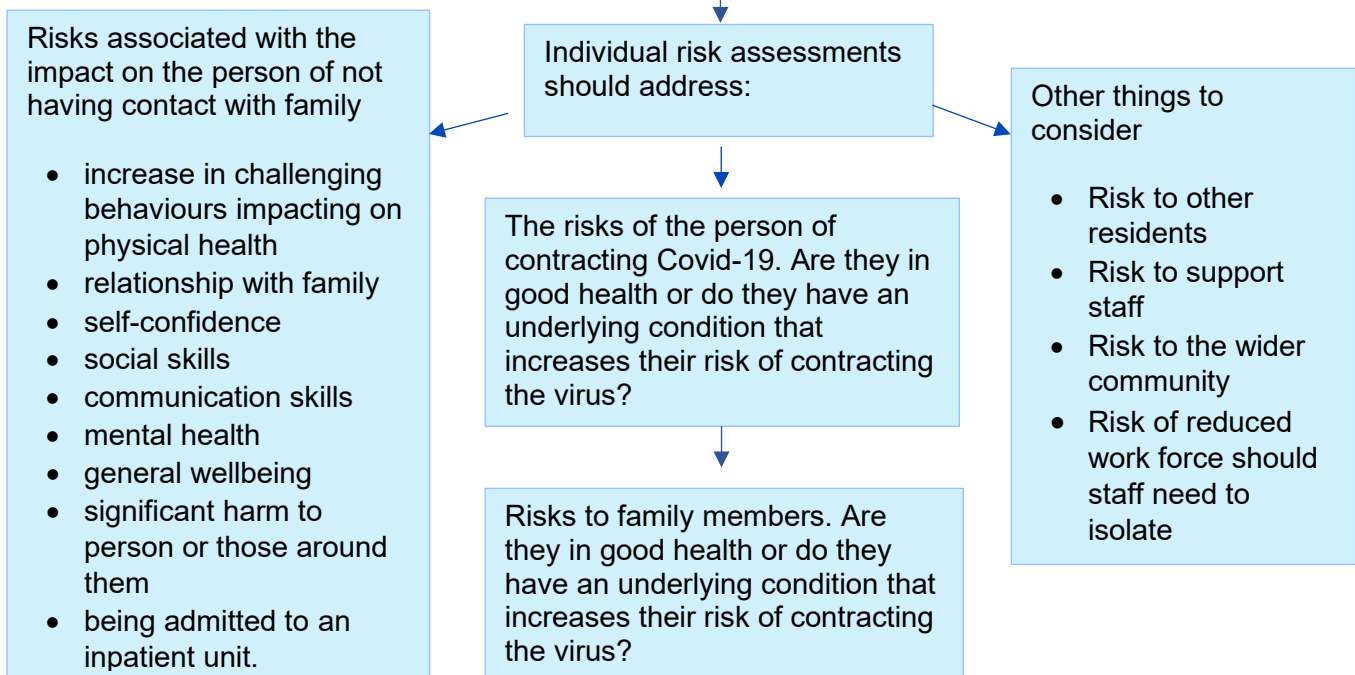 Individual risk assessments
should address:
Risks associated with the
impact on the person of not
having contact with family
• increase in challenging
behaviours impacting on
physical health
• relationship with family
• self-confidence
• social skills
• communication skills
• mental health
• general wellbeing
• significant harm to
person or those around
them
• being admitted to an
inpatient unit.
The risks of the person of
contracting Covid-19. Are they in
good health or do they have an
underlying condition that
increases their risk of contracting
the virus?
Risks to family members. Are
they in good health or do they
have an underlying condition that
increases their risk of contracting
the virus?
Other things to
consider
• Risk to other
residents
• Risk to support
staff
• Risk to the wider
community
• Risk of reduced
work force should
staff need to
isolate